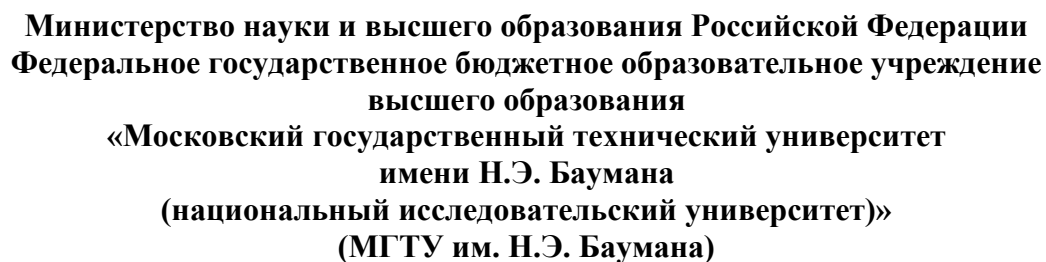 Министерство науки и высшего образования Российской Федерации
Федеральное государственное бюджетное образовательное учреждение
высшего образования
«Московский государственный технический университет
имени Н.Э. Баумана
(национальный исследовательский университет)»
(МГТУ им. Н.Э. Баумана)